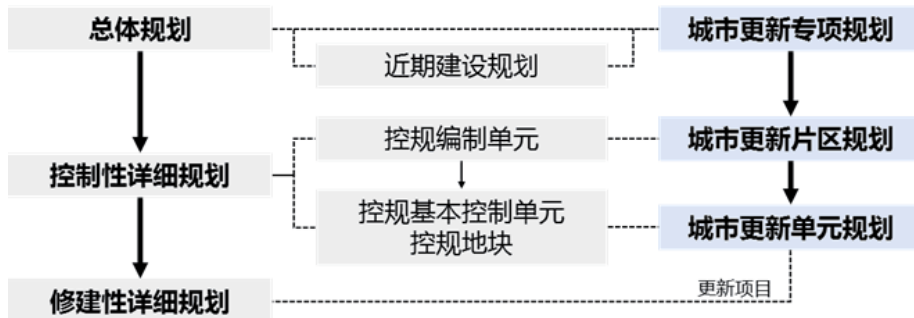 总体规划
城市更新专项规划
近期建设规划
控规编制单元
城市更新片区规划
控制性详细规划
控规基本控制单元
控规地块
城市更新单元规划
更新项目
修建性详细规划